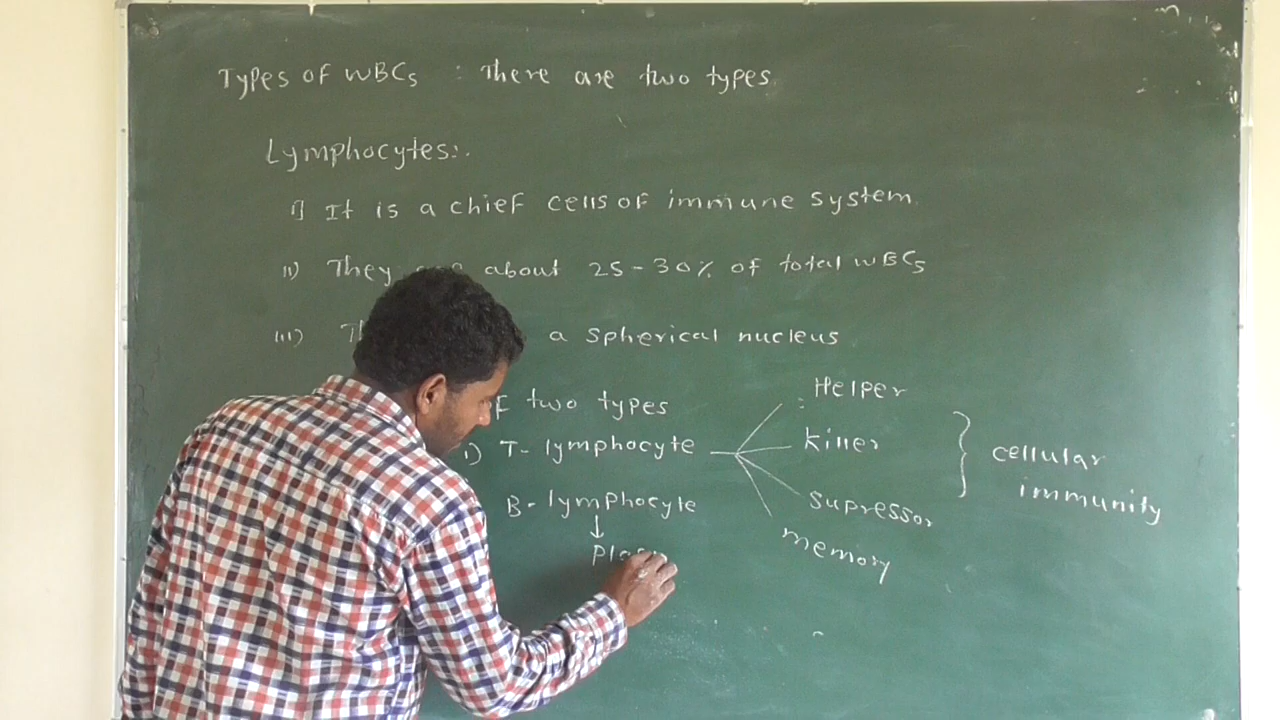 Types of WBCs : There are two types
Lymphocytes:.
i] It is a chief cells of immune system.
ii) They about 25-30% of total WBCs
iii) a spherical nucleus
of two types
i) T- lymphocyte
Helper
killer
supressor
memory
cellular
immunity
B- lymphocyte